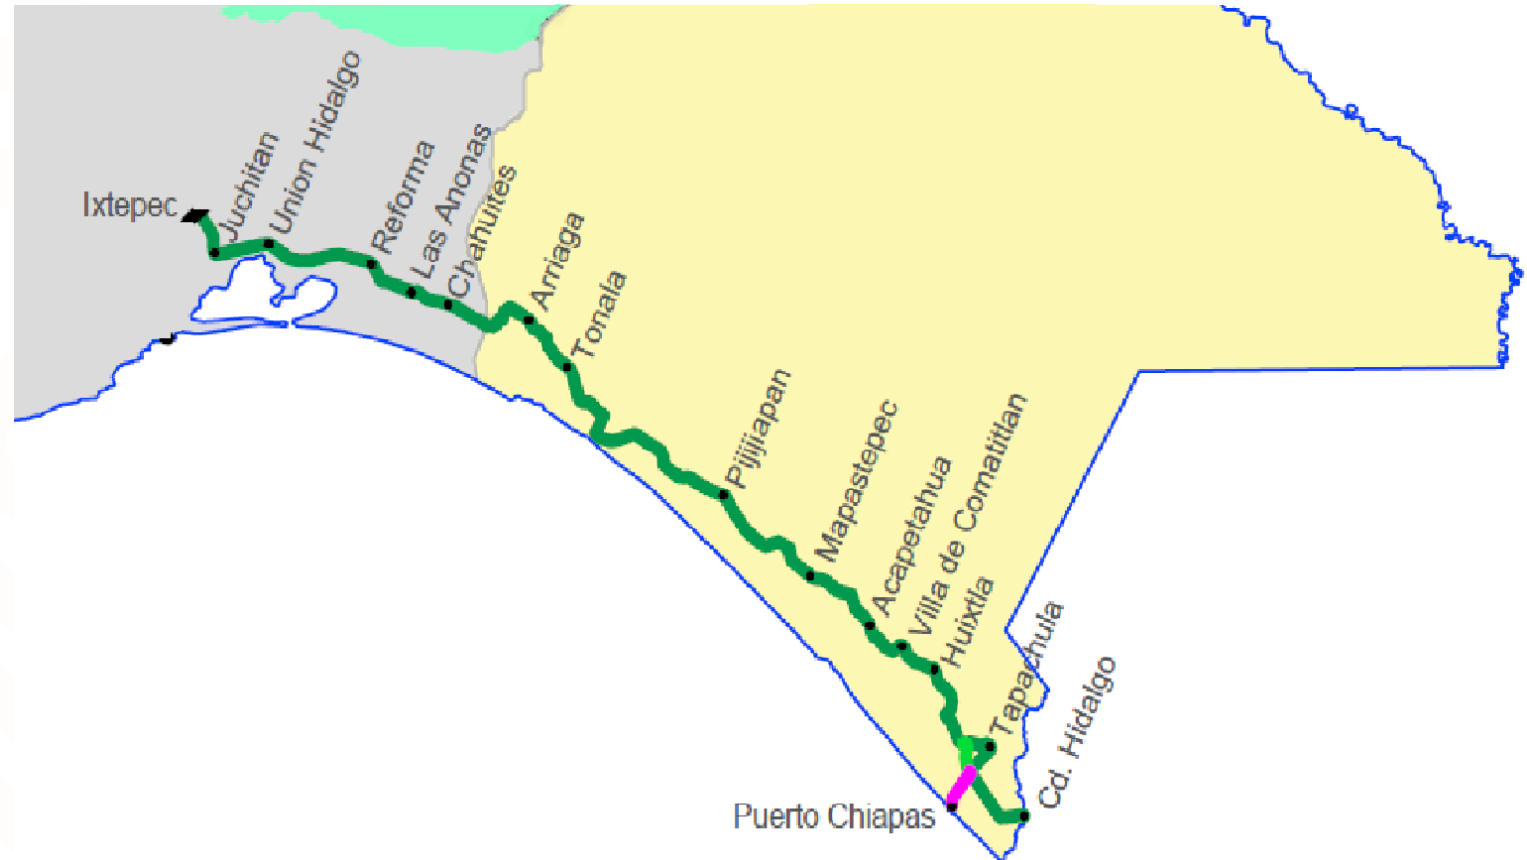 Ixtepec
Juchitan
Union Hidalgo
Reforma
Las Anonas
Chahuites
Arriaga
Tonala
Pijijiapan
Mapastepec
Acapetahua
Villa de Comatitlan
Huixtla
Tapachula
Cd. Hidalgo
Puerto Chiapas